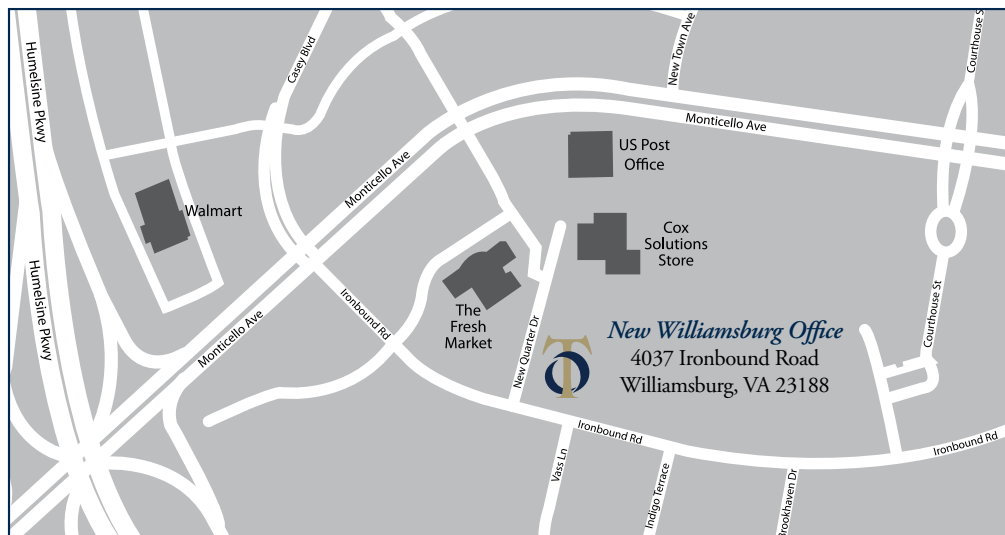 Humelsine Pkwy
Casey Blvd
New Town Ave
Courthouse S
Monticello Ave
US Post
Office
Monticello Ave
Walmart
Cox
Solutions
Store
Humelsine Pkwy
Ironbound Rd
The
Fresh
Market
Monticello Ave
New Quarter Dr
TO
New Williamsburg Office
4037 Ironbound Road
Williamsburg, VA 23188
Courthouse St
Ironbound Rd
Ironbound Rd
Vass Ln
Indigo Terrace
Brookhaven Dr